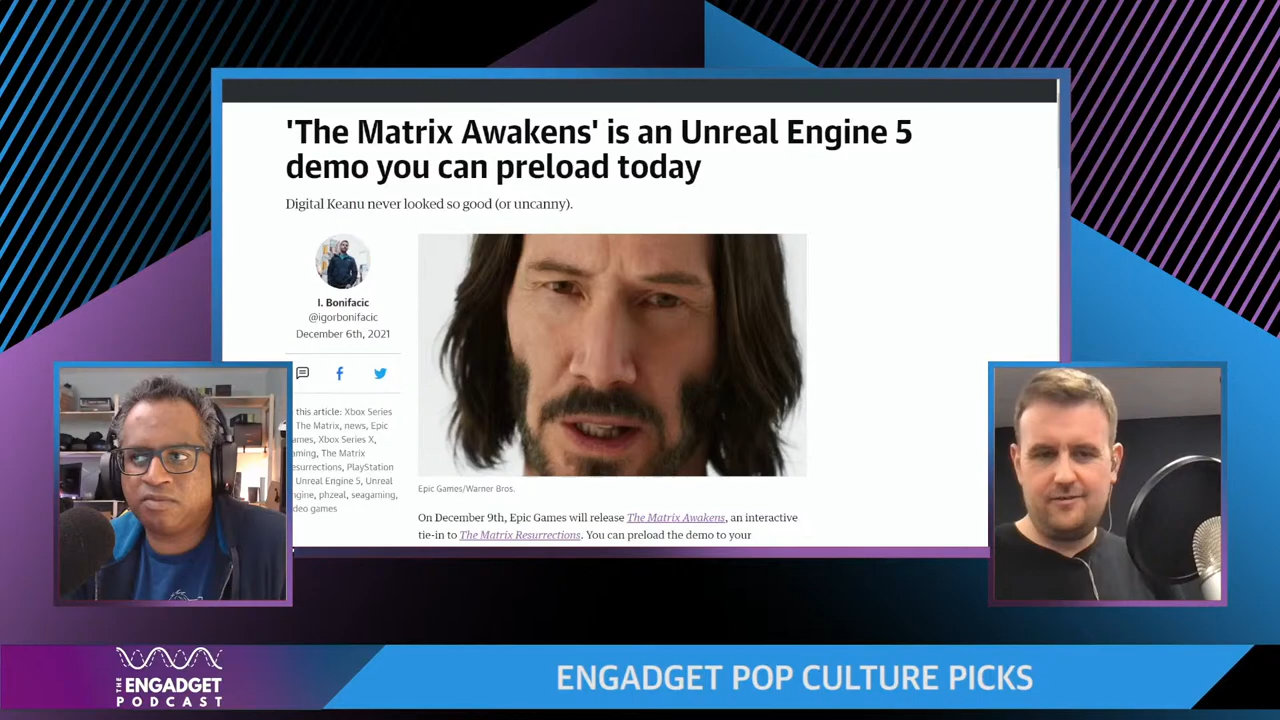 'The Matrix Awakens' is an Unreal Engine 5
demo you can preload today
Digital Keanu never looked so good (or uncanny).
I. Bonifacic
@igorbonifacic
December 6th, 2021
this article: Xbox Series
The Matrix, news, Epic
ames, Xbox Series X,
ming, The Matrix
esurrections, PlayStation
Unreal Engine 5, Unreal
ngine, phzeal, seagaming,
deo games
Epic Games/Warner Bros.
On December 9th, Epic Games will release The Matrix Awakens, an interactive
tie-in to The Matrix Resurrections. You can preload the demo to your
THE
ENGADGET
PODCAST
ENGADGET POP CULTURE PICKS